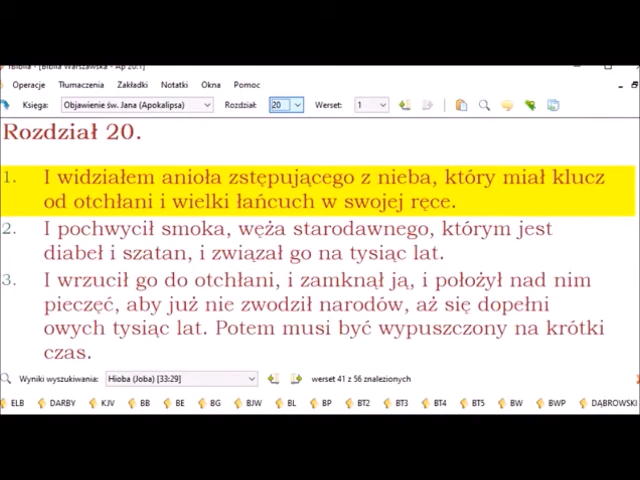 rBiblia - [Biblia Warszawska - Ap 20:1]
Operacje Tłumaczenia Zakładki Notatki Okna Pomoc
Księga: Objawienie św. Jana (Apokalipsa) Rozdział: 20 Werset: 1
Rozdział 20.
1. I widziałem anioła zstępującego z nieba, który miał klucz
od otchłani i wielki łańcuch w swojej ręce.
2. I pochwycił smoka, węża starodawnego, którym jest
diabeł i szatan, i związał go na tysiąc lat.
3. I wrzucił go do otchłani, i zamknął ją, i położył nad nim
pieczęć, aby już nie zwodził narodów, aż się dopełni
owych tysiąc lat. Potem musi być wypuszczony na krótki
czas.
Wyniki wyszukiwania: Hioba (Joba) [33:29] werset 41 z 56 znalezionych
ELB DARBY KJV BB BE BG BJW BL BP BT2 BT3 BT4 BT5 BW BWP DĄBROWSKI